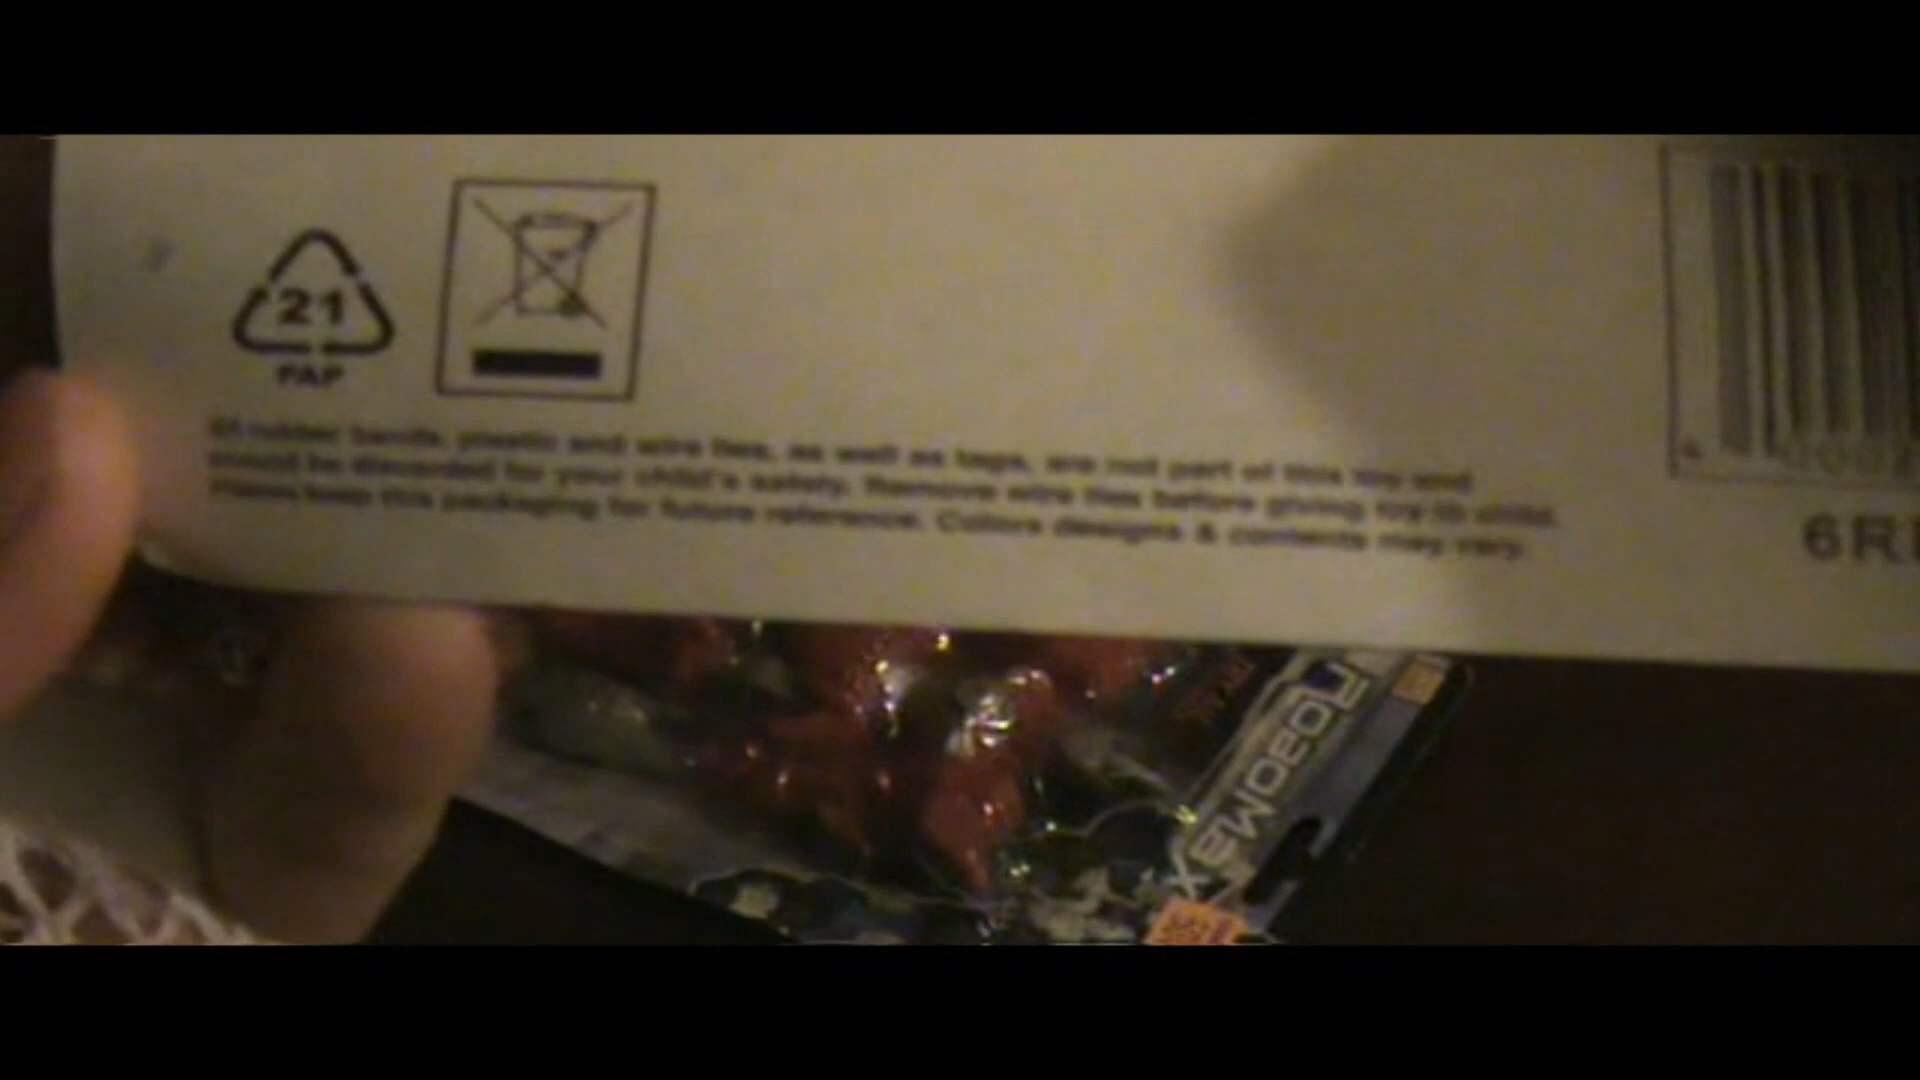 21
PAP
All rubber bands, plastic and wire ties, as well as tags, are not part of this toy and
should be discarded for your child's safety. Remove wire ties before giving toy to child.
Please keep this packaging for future reference. Colors designs & contents may vary.
6R